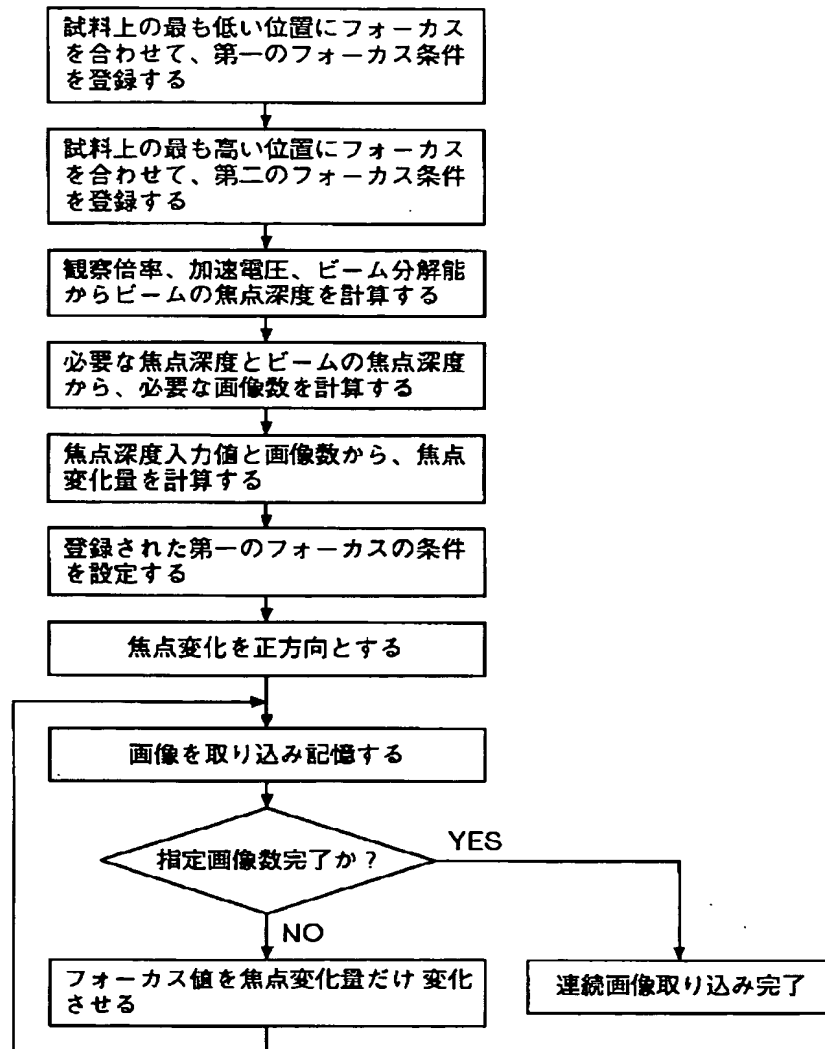 試料上の最も低い位置にフォーカス
を合わせて、第一のフォーカス条件
を登録する
試料上の最も高い位置にフォーカス
を合わせて、第二のフォーカス条件
を登録する
観察倍率、加速電圧、ビーム分解能
からビームの焦点深度を計算する
必要な焦点深度とビームの焦点深度
から、必要な画像数を計算する
焦点深度入力値と画像数から、焦点
変化量を計算する
登録された第一のフォーカスの条件
を設定する
焦点変化を正方向とする
画像を取り込み記憶する
指定画像数完了か？
YES
NO
フォーカス値を焦点変化量だけ 変化
させる
連続画像取り込み完了